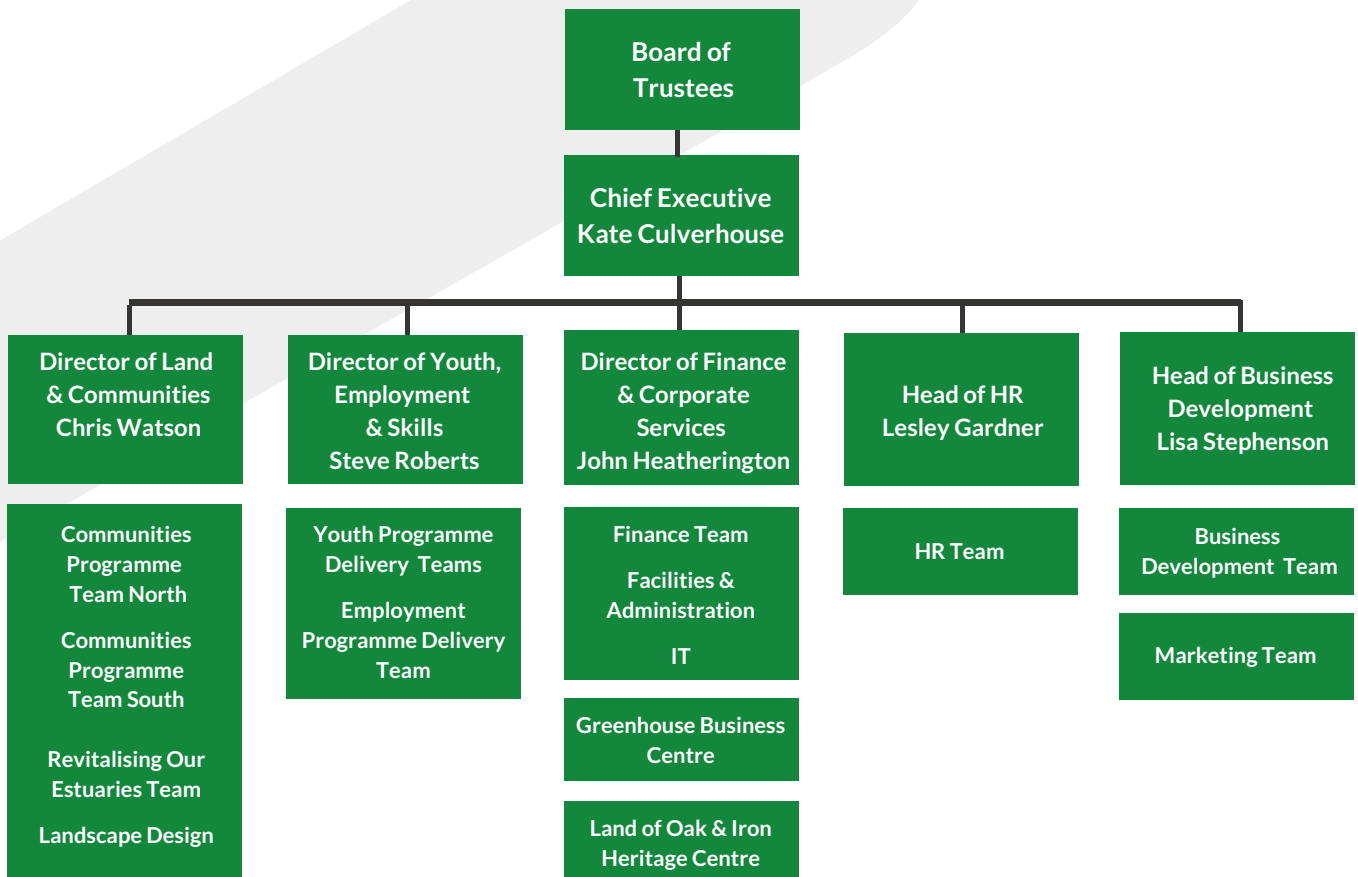 Board of
Trustees
Chief Executive
Kate Culverhouse
Director of Land
& Communities
Chris Watson
Director of Youth,
Employment
& Skills
Steve Roberts
Director of Finance
& Corporate
Services
John Heatherington
Head of HR
Lesley Gardner
Head of Business
Development
Lisa Stephenson
Communities
Programme
Team North
Communities
Programme
Team South
Revitalising Our
Estuaries Team
Landscape Design
Youth Programme
Delivery Teams
Employment
Programme Delivery
Team
Finance Team
Facilities &
Administration
IT
Greenhouse Business
Centre
Land of Oak & Iron
Heritage Centre
HR Team
Business
Development Team
Marketing Team